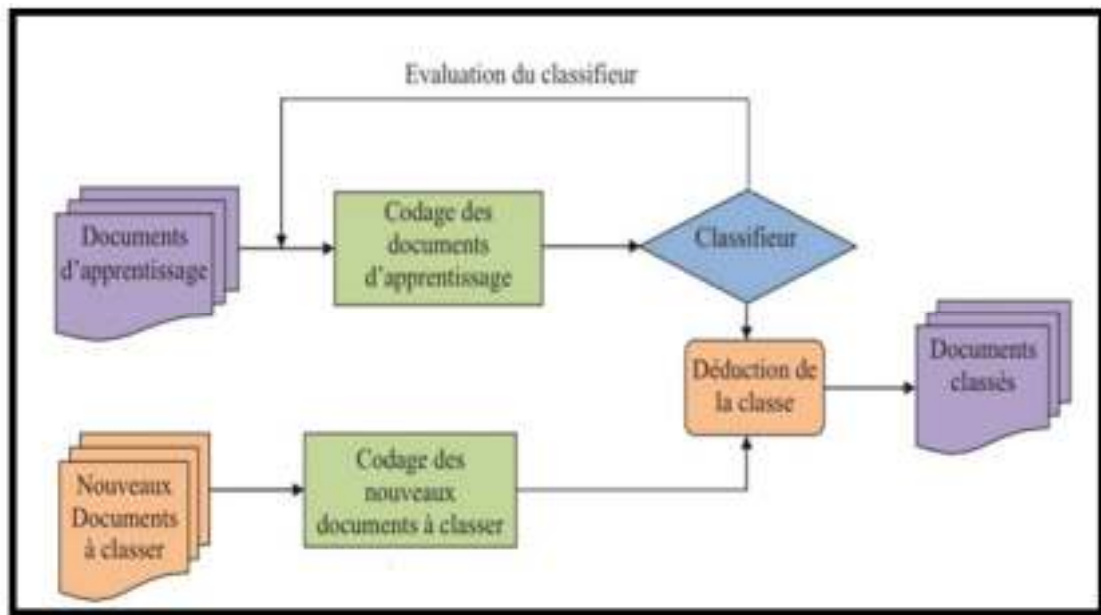 Evaluation du classifieur
Documents
d'apprentissage
Codage des
documents
d'apprentissage
Classifieur
Déduction de
la classe
Documents
classés
Nouveaux
Documents
à classer
Codage des
nouveaux
documents à classer